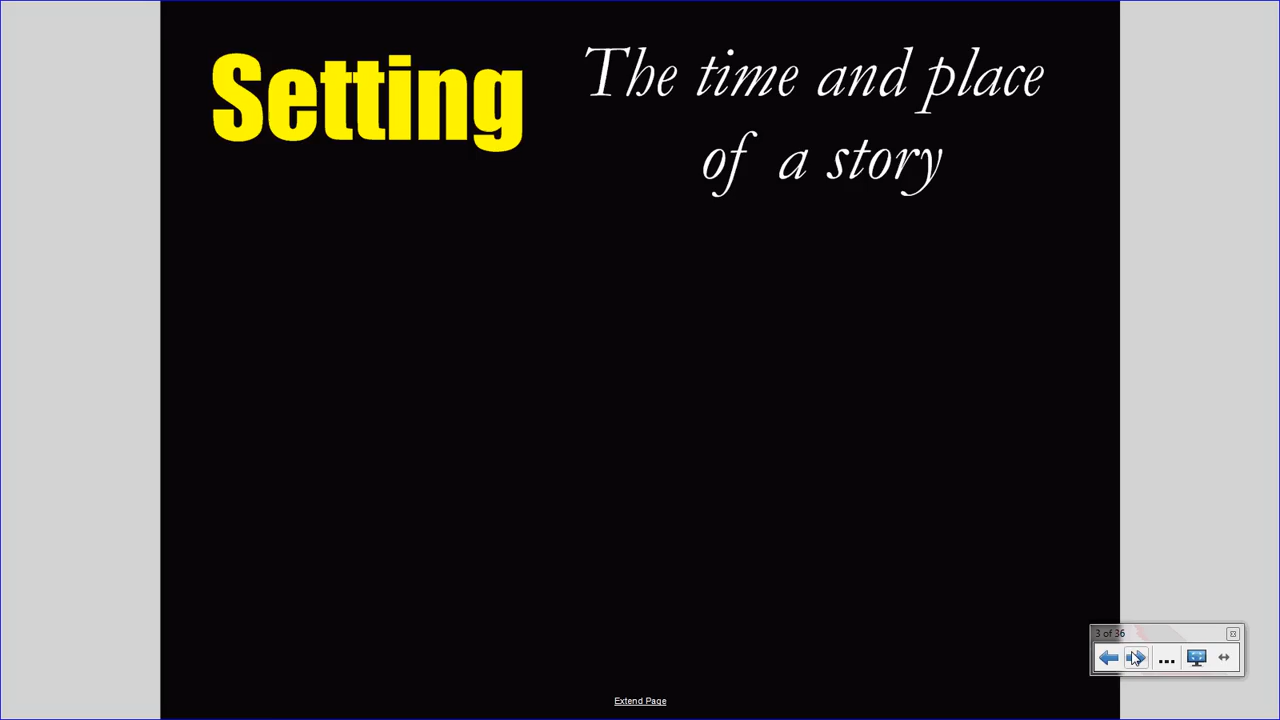 Setting
The time and place
of a story
3 of 36
...
Extend Page